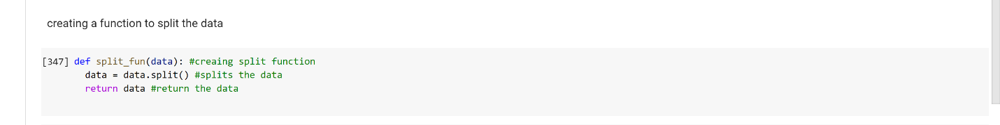 creating a function to split the data
[347] def split_fun(data): #creaing split function
data = data.split() #splits the data
return data #return the data